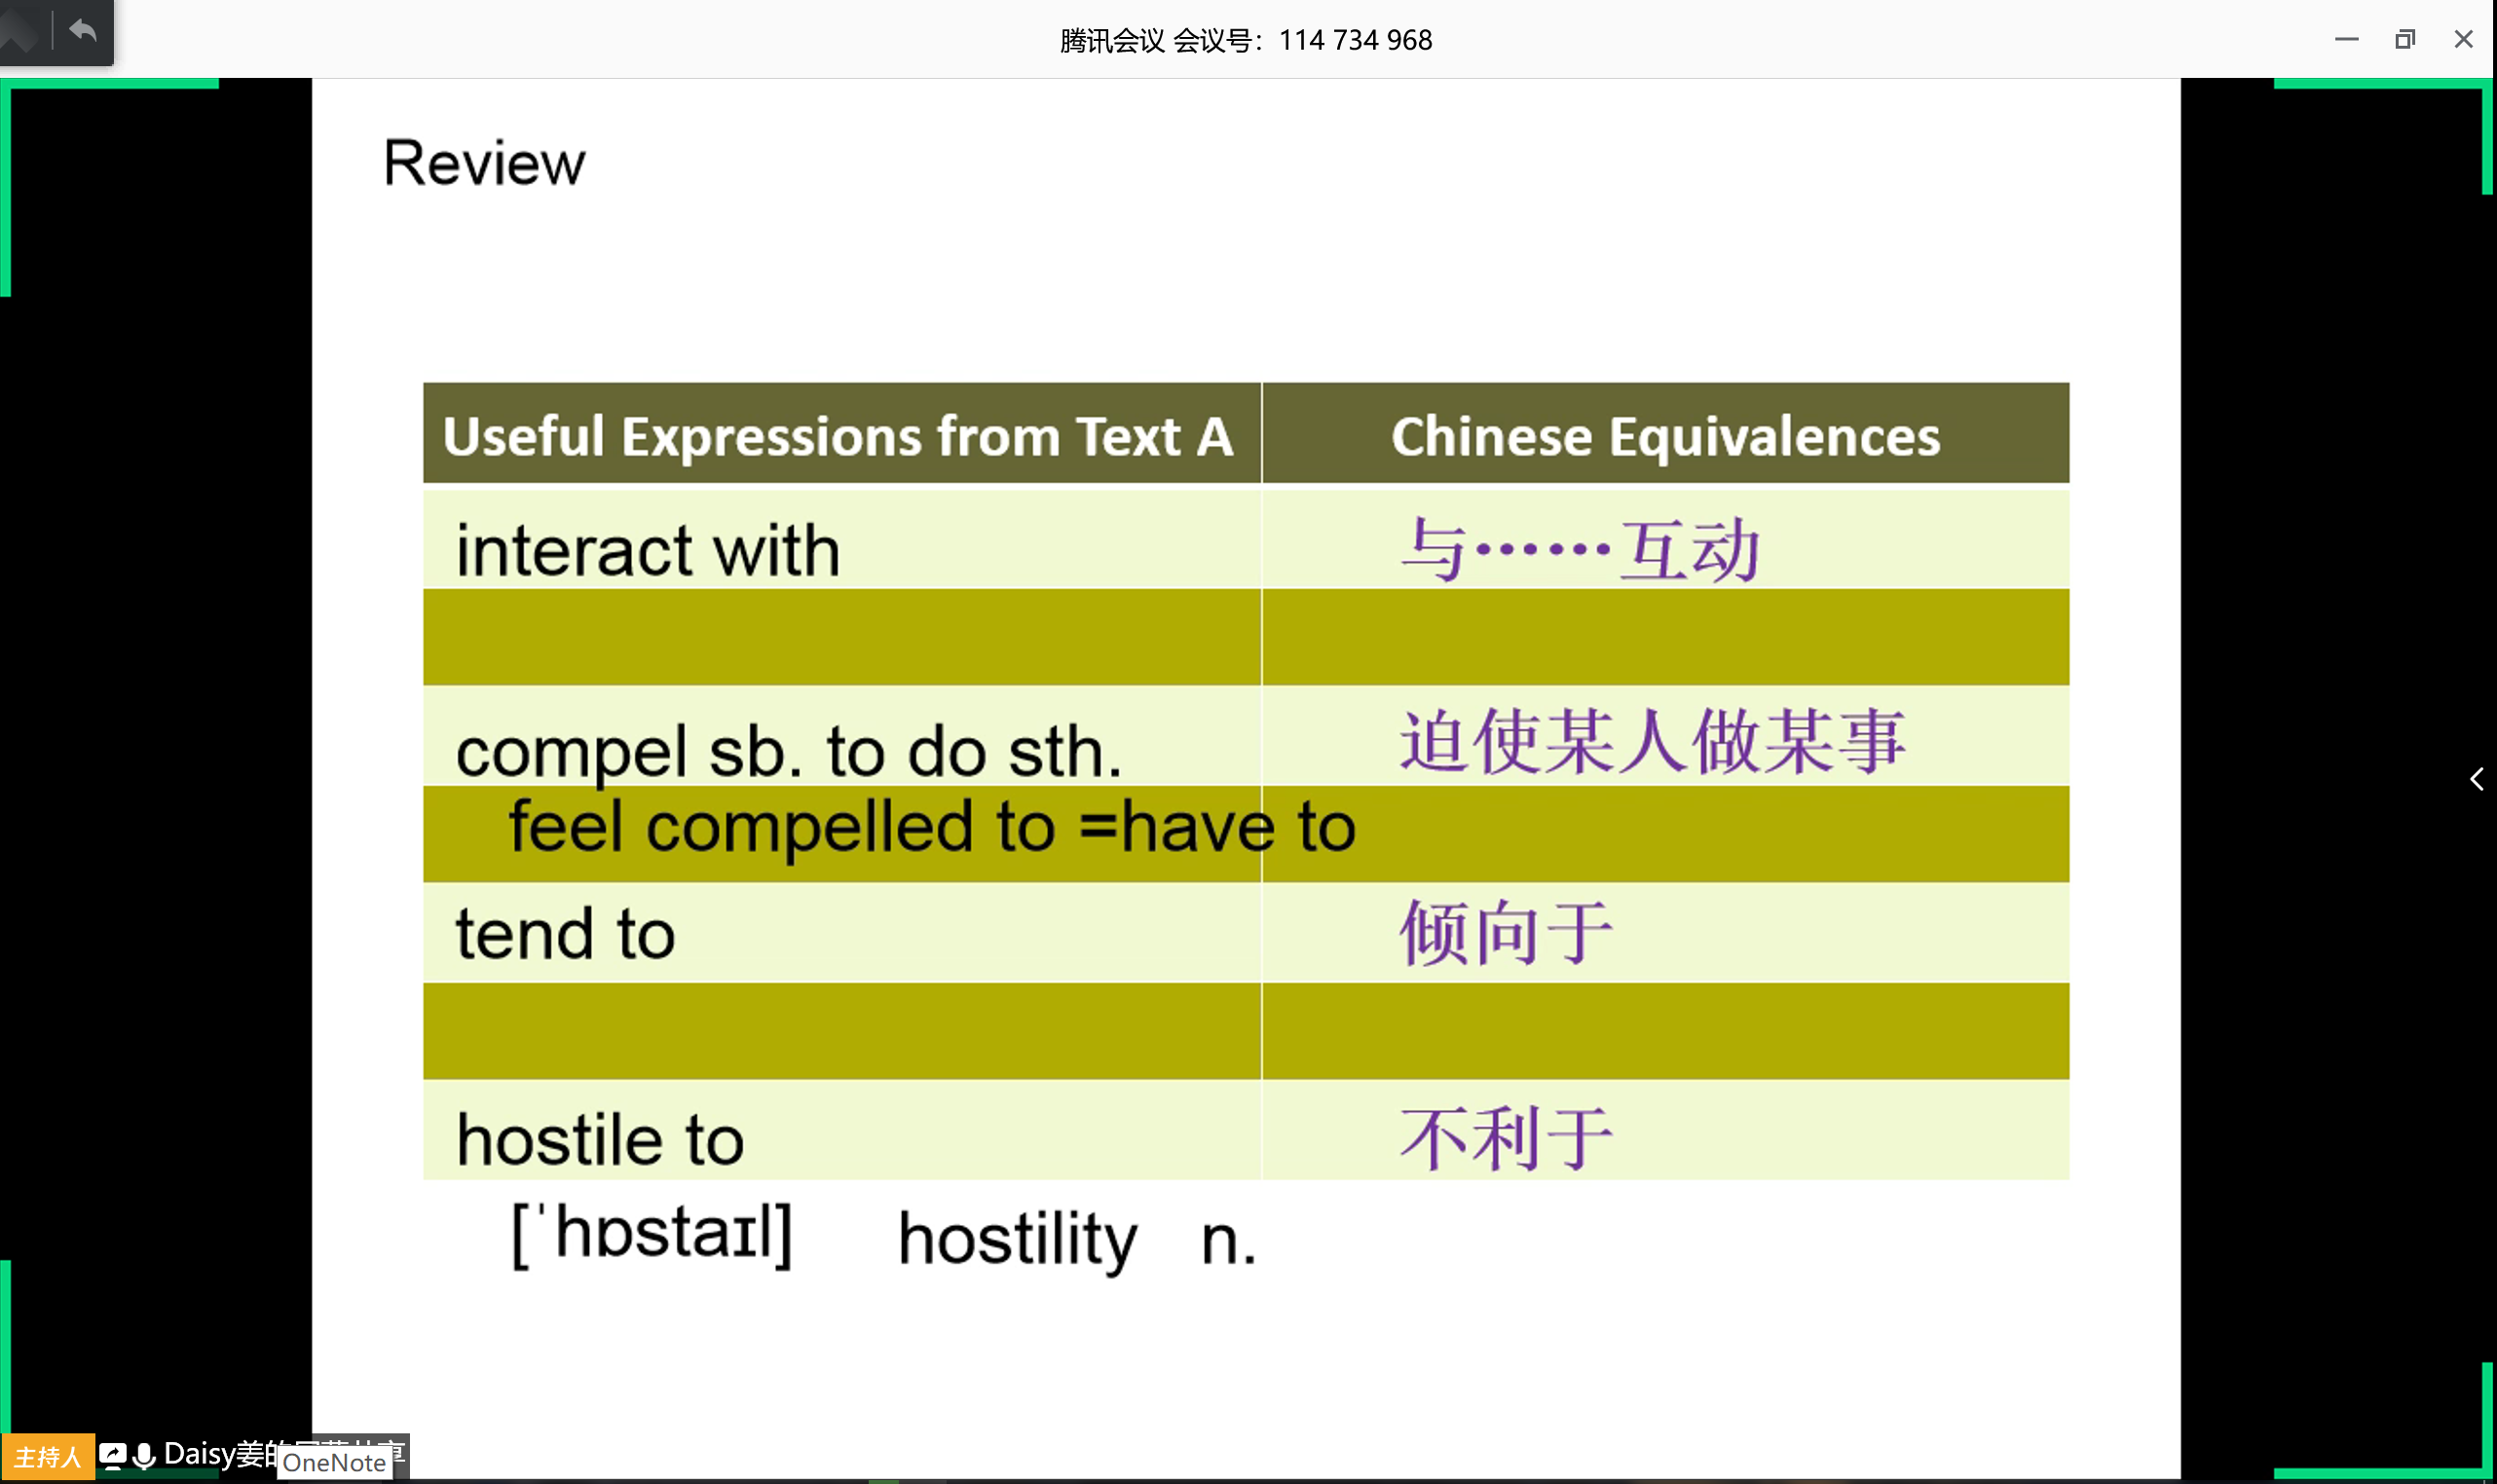 腾讯会议 会议号：114 734 968
Review
Useful Expressions from Text A Chinese Equivalences
interact with 与……互动
compel sb. to do sth. 迫使某人做某事
feel compelled to =have to
tend to 倾向于
hostile to 不利于
[ˈhɒstaɪl] hostility n.
主持人 Daisy姜的
OneNote